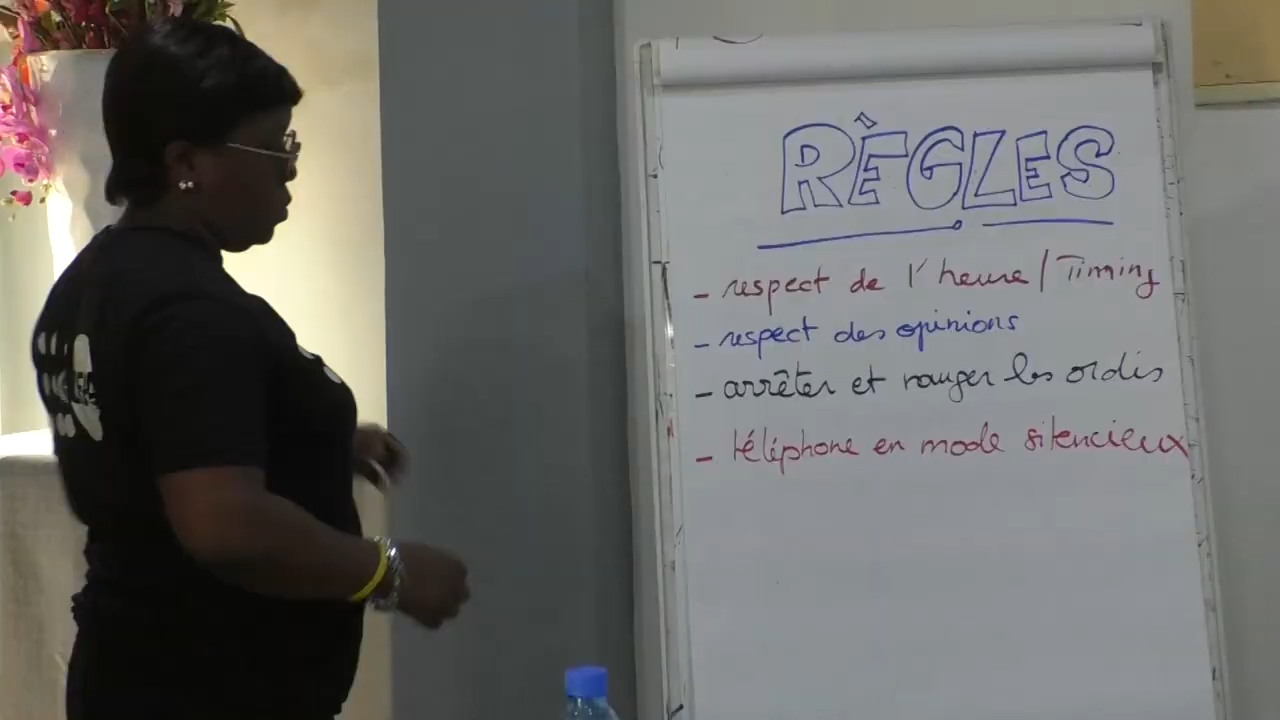 RÈGLES
- respect de l'heure/Timing
- respect des opinions
- arrêter et ranger les ordis
- téléphone en mode silencieux